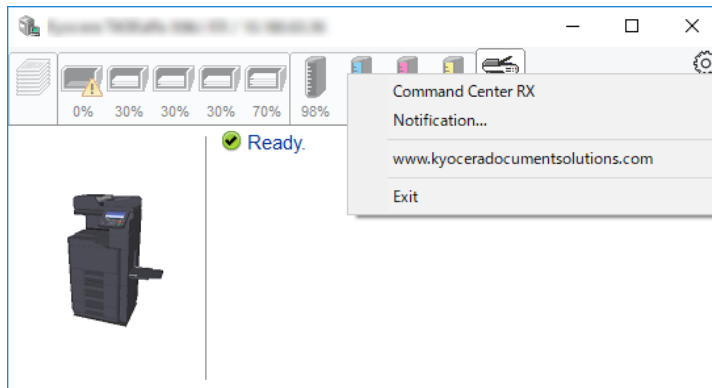 0% 30% 30% 30% 70% 98%
Ready.
Command Center RX
Notification...
www.kyoceradocumentsolutions.com
Exit